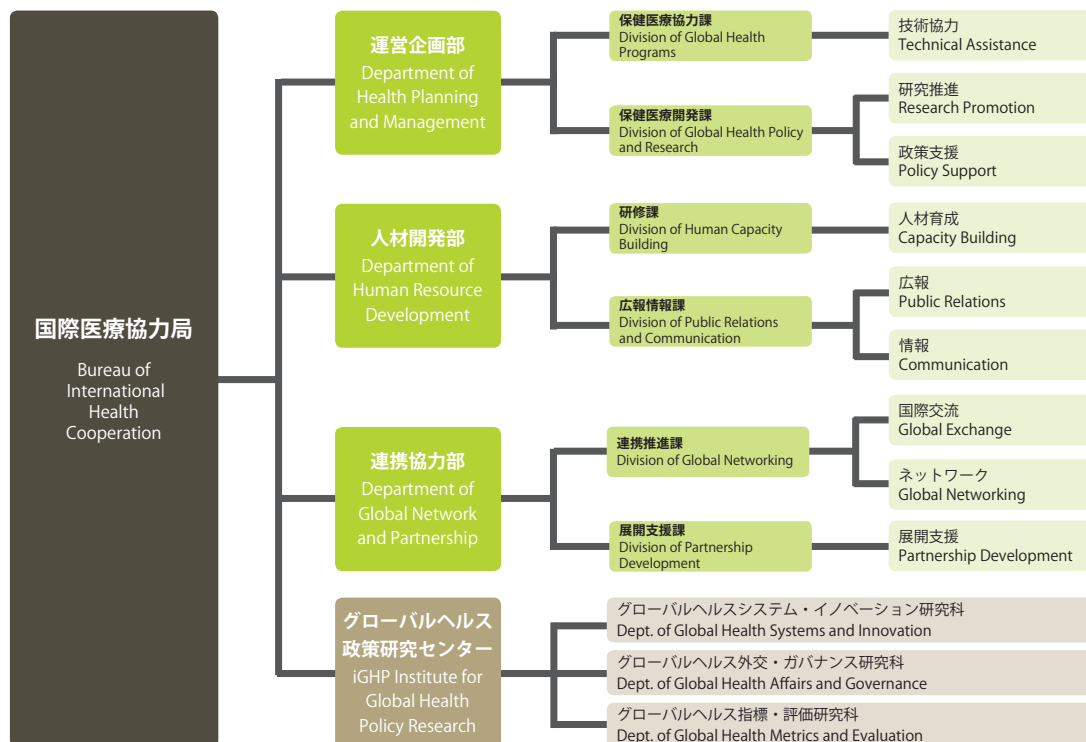 国際医療協力局
Bureau of
International
Health
Cooperation
運営企画部
Department of
Health Planning
and Management
保健医療協力課
Division of Global Health
Programs
技術協力
Technical Assistance
保健医療開発課
Division of Global Health Policy
and Research
研究推進
Research Promotion
政策支援
Policy Support
人材開発部
Department of
Human Resource
Development
研修課
Division of Human Capacity
Building
人材育成
Capacity Building
広報情報課
Division of Public Relations
and Communication
広報
Public Relations
情報
Communication
連携協力部
Department of
Global Network
and Partnership
連携推進課
Division of Global Networking
国際交流
Global Exchange
ネットワーク
Global Networking
展開支援課
Division of Partnership
Development
展開支援
Partnership Development
グローバルヘルス
政策研究センター
iGHP Institute for
Global Health
Policy Research
グローバルヘルスシステム・イノベーション研究科
Dept. of Global Health Systems and Innovation
グローバルヘルス外交・ガバナンス研究科
Dept. of Global Health Affairs and Governance
グローバルヘルス指標・評価研究科
Dept. of Global Health Metrics and Evaluation